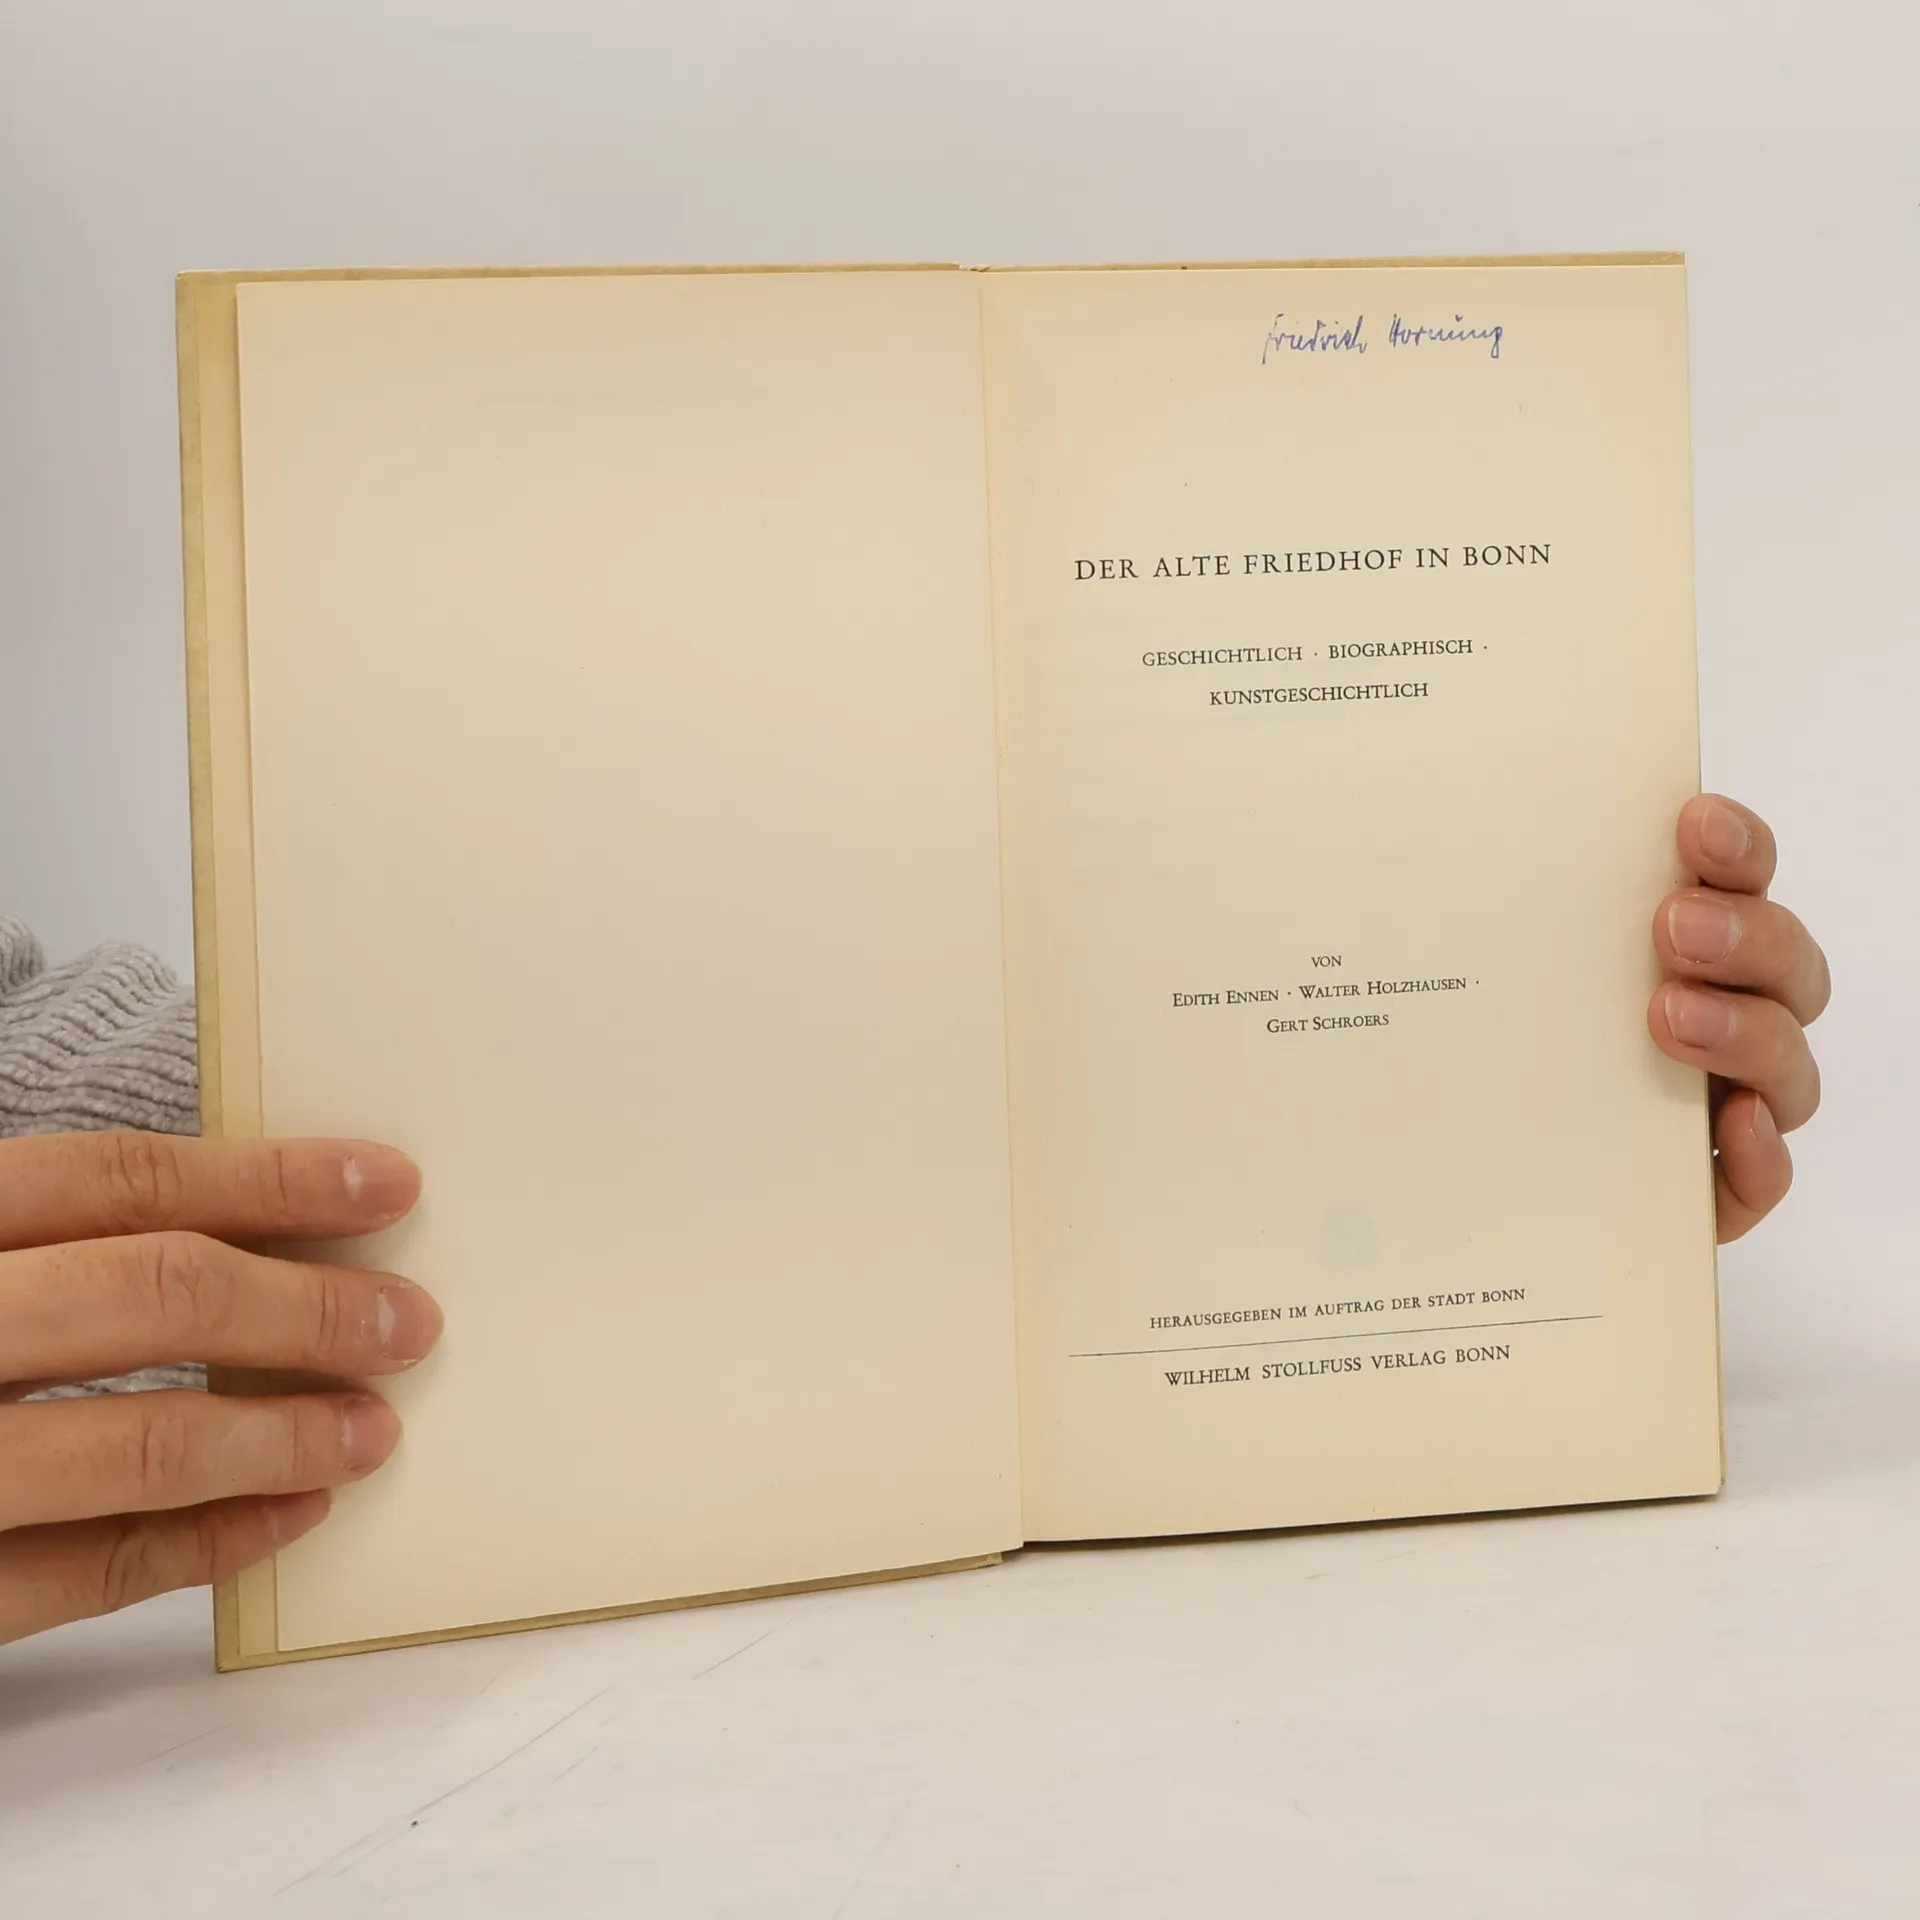 Friedrich Hornung
DER ALTE FRIEDHOF IN BONN
GESCHICHTLICH · BIOGRAPHISCH ·
KUNSTGESCHICHTLICH
VON
EDITH ENNEN · WALTER HOLZHAUSEN ·
GERT SCHROERS
HERAUSGEGEBEN IM AUFTRAG DER STADT BONN
WILHELM STOLLFUSS VERLAG BONN